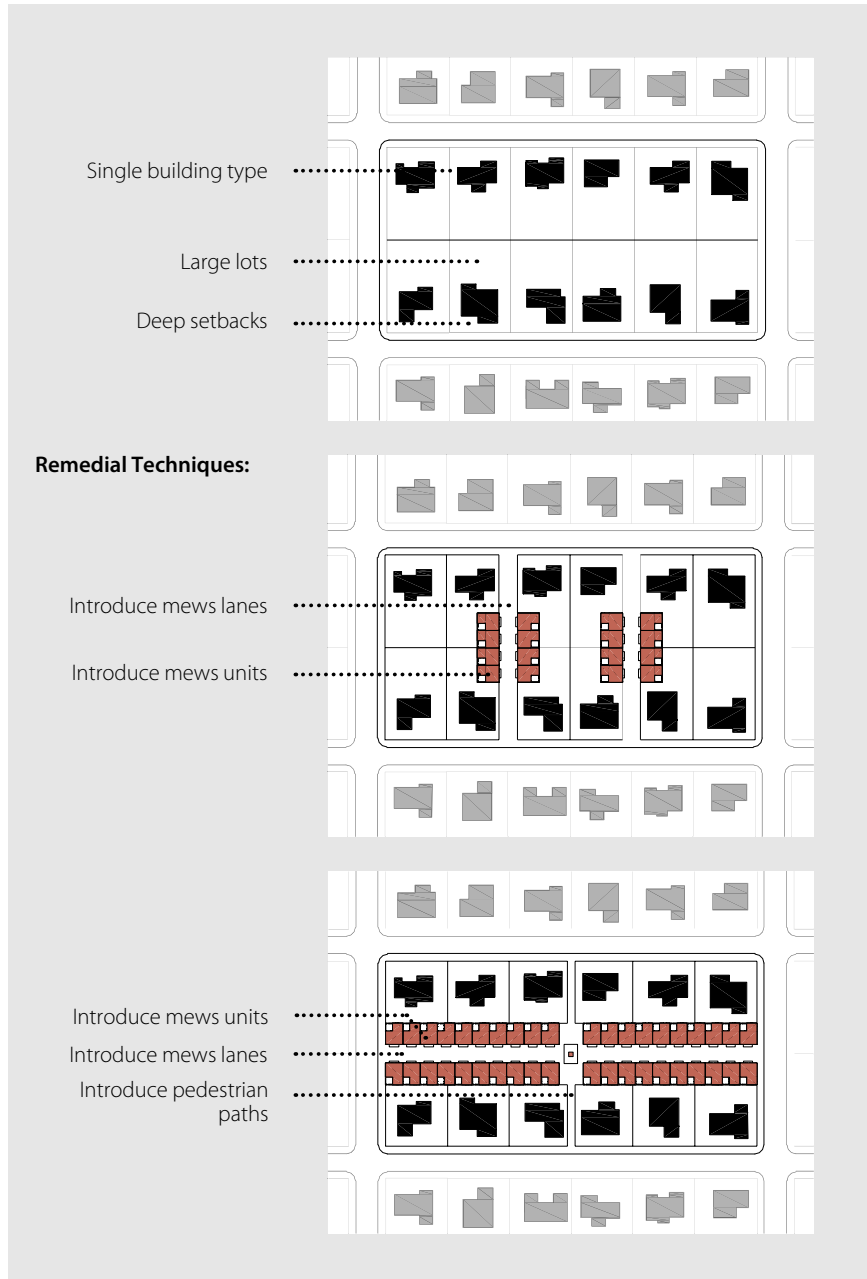 Single building type
Large lots
Deep setbacks
Remedial Techniques:
Introduce mews lanes
Introduce mews units
Introduce mews units
Introduce mews lanes
Introduce pedestrian
paths